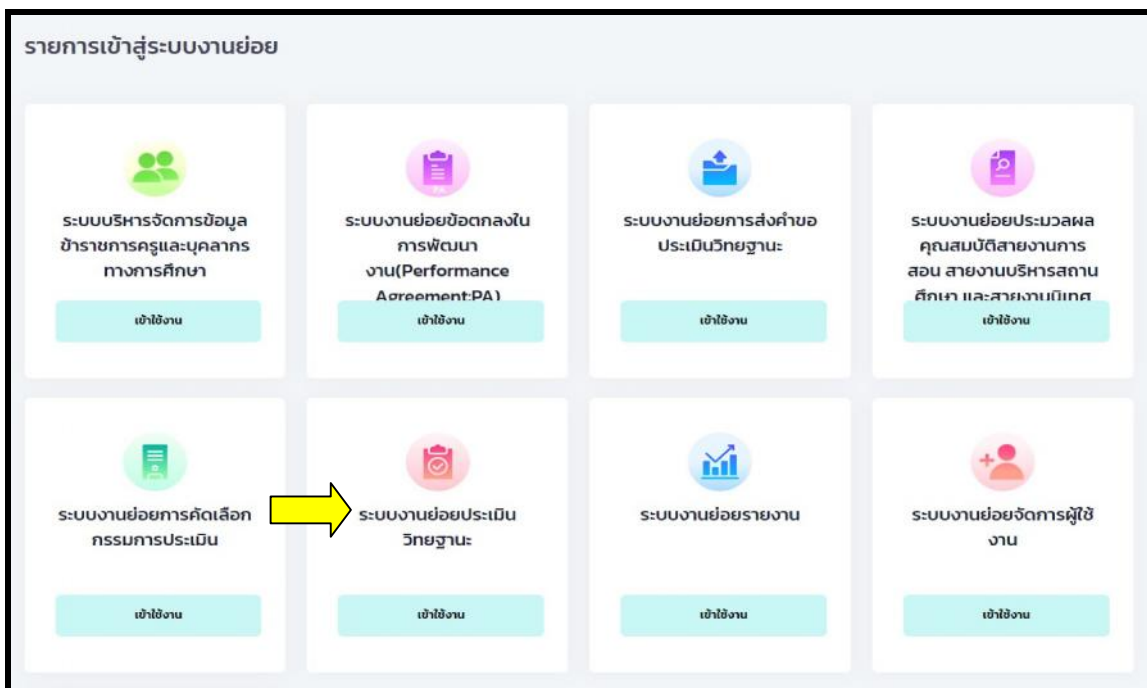 รายการเข้าสู่ระบบงานย่อย
ระบบบริหารจัดการข้อมูล
ข้าราชการครูและบุคลากร
ทางการศึกษา
เข้าใช้งาน
ระบบงานย่อยข้อตกลงใน
การพัฒนา
งาน(Performance
Agreement:PA)
เข้าใช้งาน
ระบบงานย่อยการส่งคำขอ
ประเมินวิทยฐานะ
เข้าใช้งาน
ระบบงานย่อยประมวลผล
คุณสมบัติสายงานการ
สอน สายงานบริหารสถาน
ศึกษา และสายงานนิเทศ
เข้าใช้งาน
ระบบงานย่อยการคัดเลือก
กรรมการประเมิน
เข้าใช้งาน
ระบบงานย่อยประเมิน
วิทยฐานะ
เข้าใช้งาน
ระบบงานย่อยรายงาน
เข้าใช้งาน
ระบบงานย่อยจัดการผู้ใช้
งาน
เข้าใช้งาน